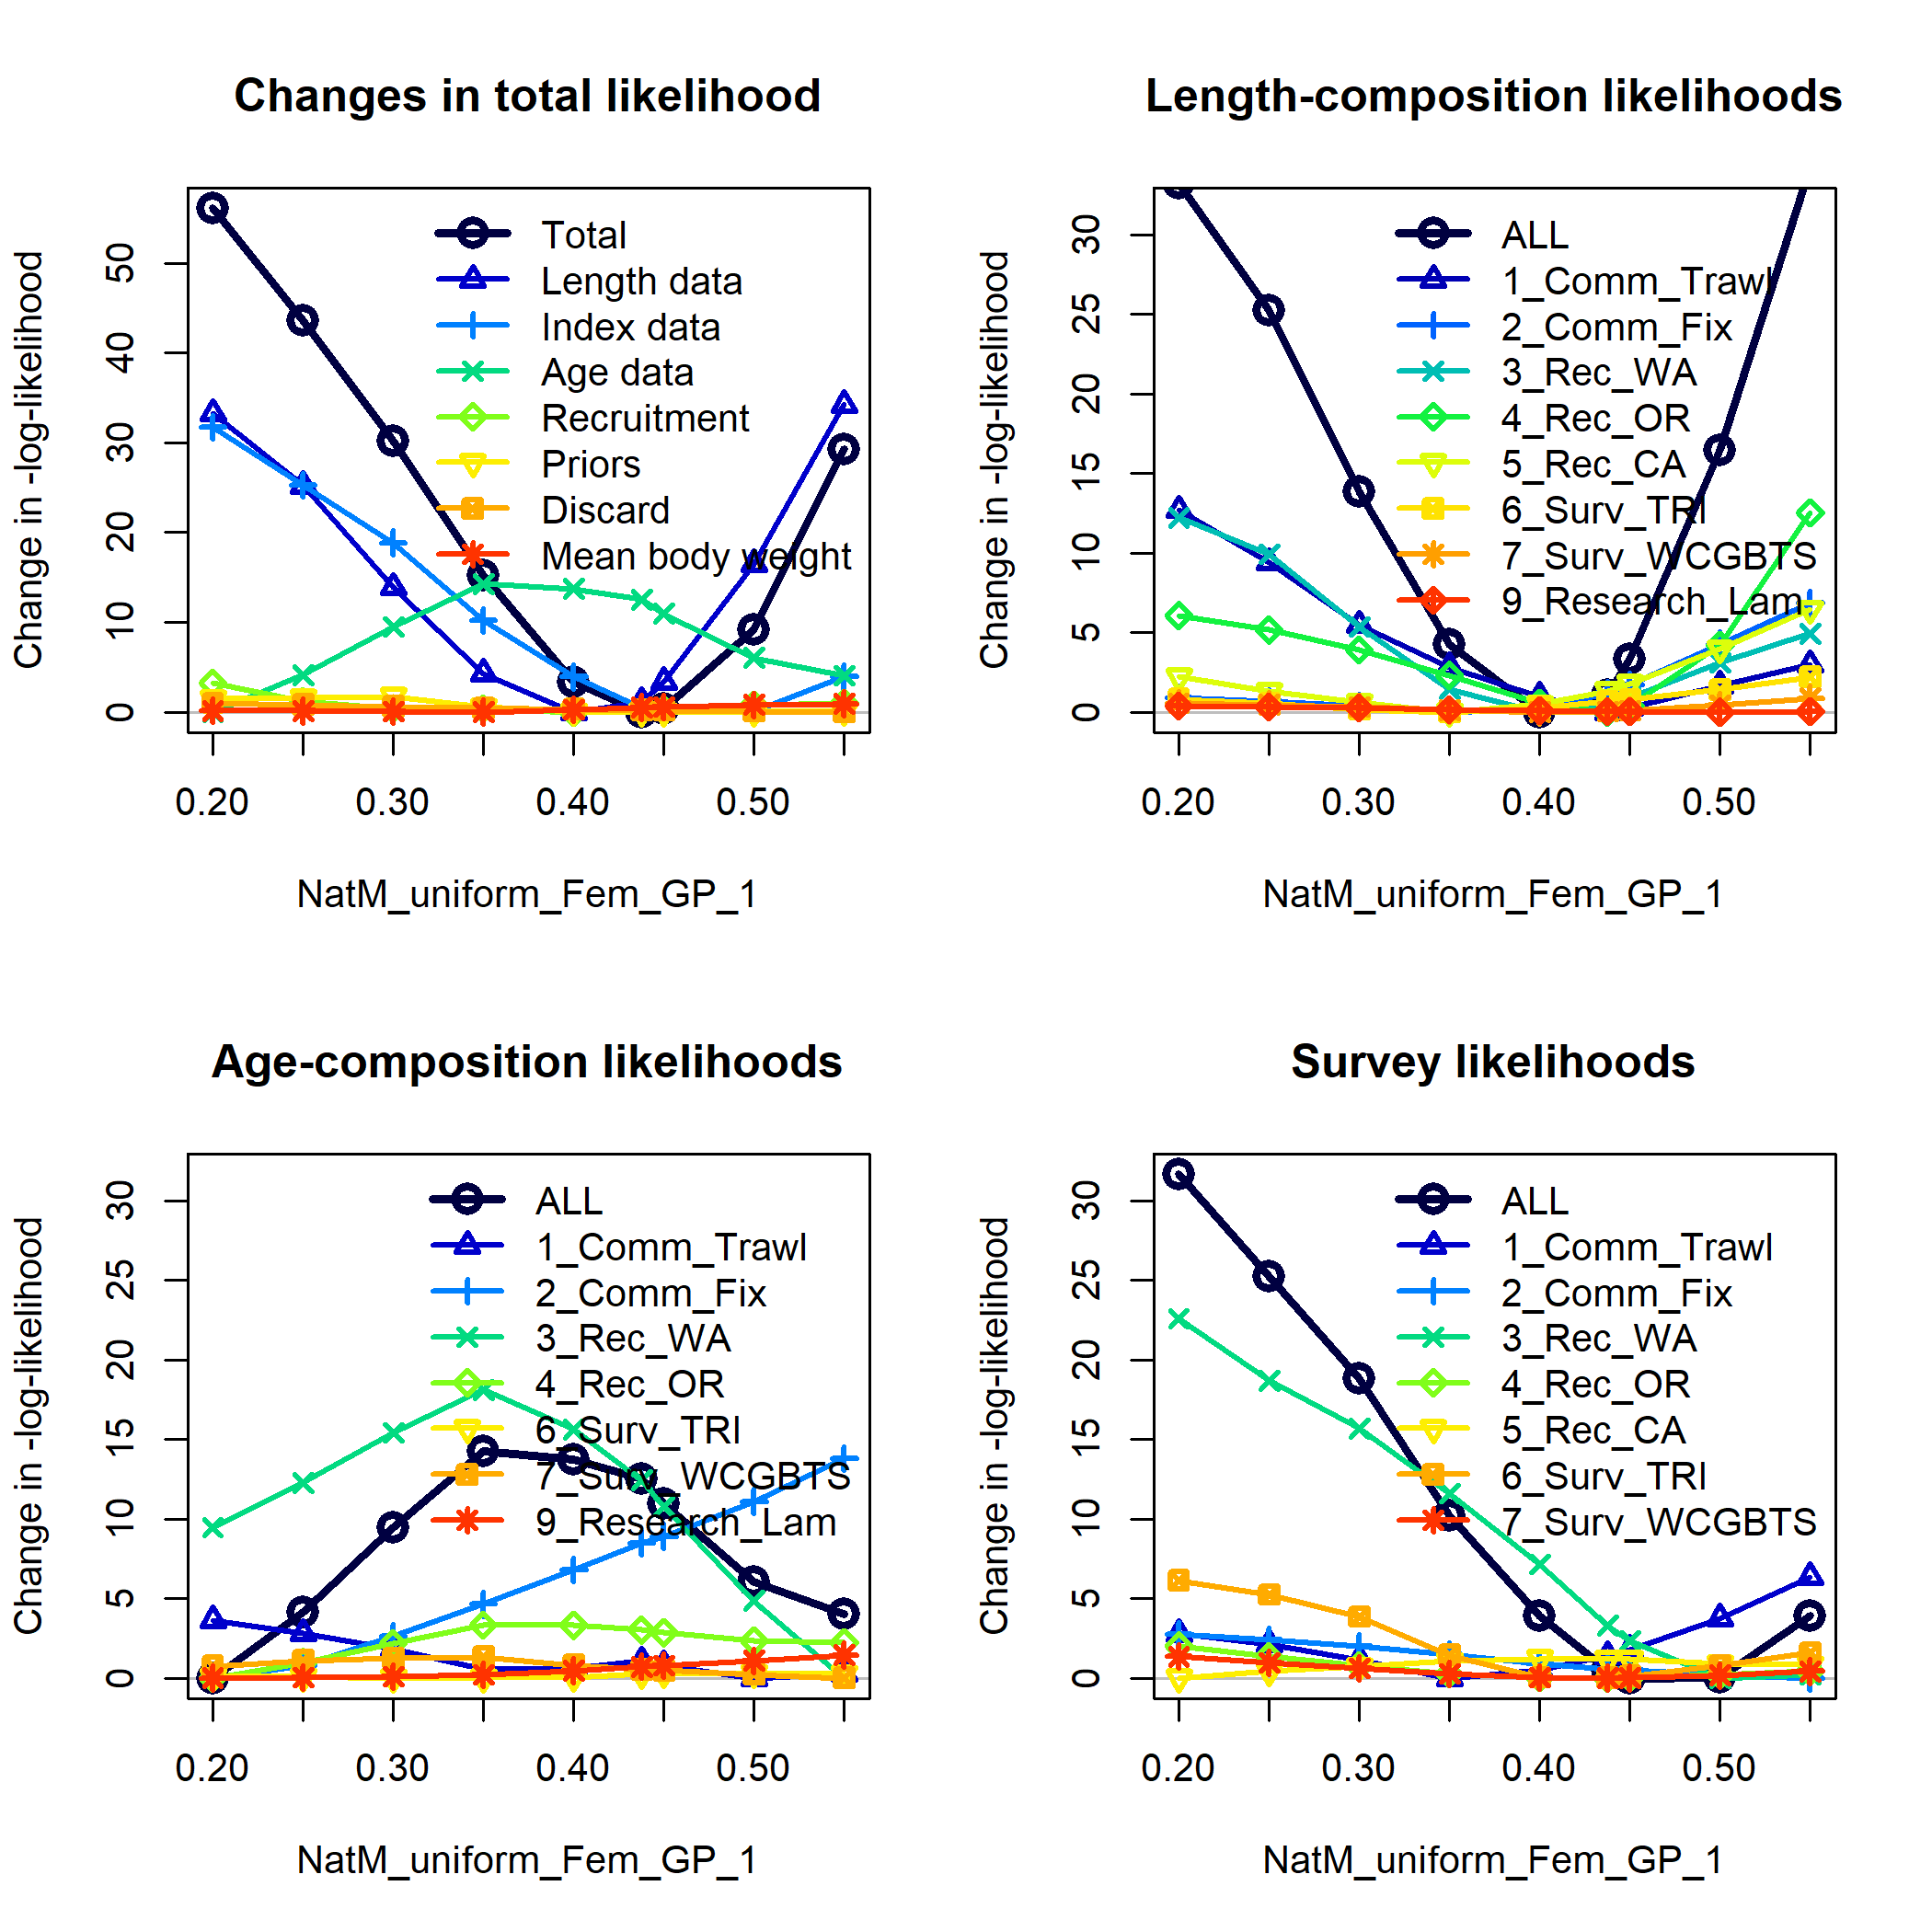 Changes in total likelihood
Change in -log-likelihood
50
40
30
20
10
0
Total
Length data
Index data
Age data
Recruitment
Priors
Discard
Mean body weight
0.20 0.30 0.40 0.50
NatM_uniform_Fem_GP_1
Length-composition likelihoods
Change in -log-likelihood
30
25
20
15
10
5
0
ALL
1_Comm_Trawl
2_Comm_Fix
3_Rec_WA
4_Rec_OR
5_Rec_CA
6_Surv_TRI
7_Surv_WCGBTS
9_Research_Lam
0.20 0.30 0.40 0.50
NatM_uniform_Fem_GP_1
Age-composition likelihoods
Change in -log-likelihood
30
25
20
15
10
5
0
ALL
1_Comm_Trawl
2_Comm_Fix
3_Rec_WA
4_Rec_OR
6_Surv_TRI
7_Surv_WCGBTS
9_Research_Lam
0.20 0.30 0.40 0.50
NatM_uniform_Fem_GP_1
Survey likelihoods
Change in -log-likelihood
30
25
20
15
10
5
0
ALL
1_Comm_Trawl
2_Comm_Fix
3_Rec_WA
4_Rec_OR
5_Rec_CA
6_Surv_TRI
7_Surv_WCGBTS
0.20 0.30 0.40 0.50
NatM_uniform_Fem_GP_1